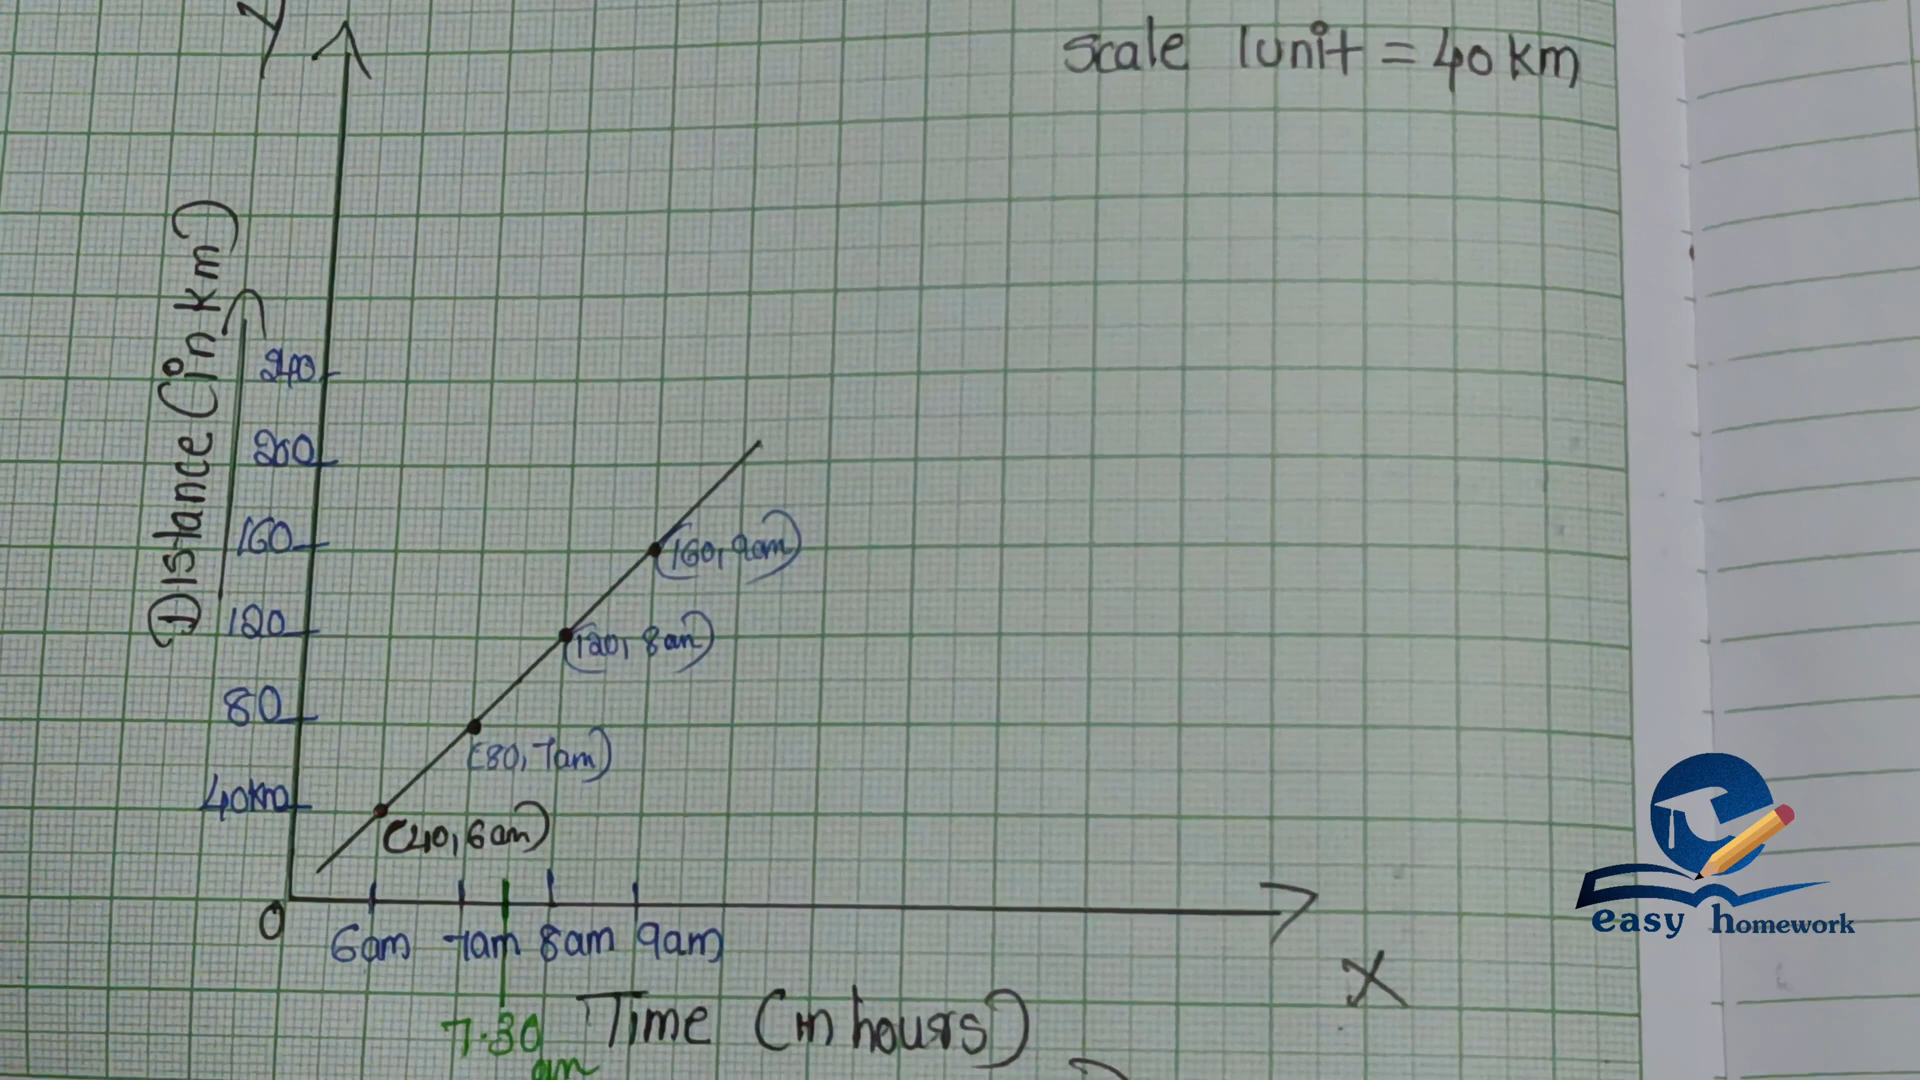 Y
Scale 1unit = 40 km
Distance (in km)
240
200
160
120
80
40km
0
(160, 9am)
(120, 8am)
(80, 7am)
(40, 6am)
6am 7am 8am 9am
7.30 am
Time (in hours)
X
easy homework